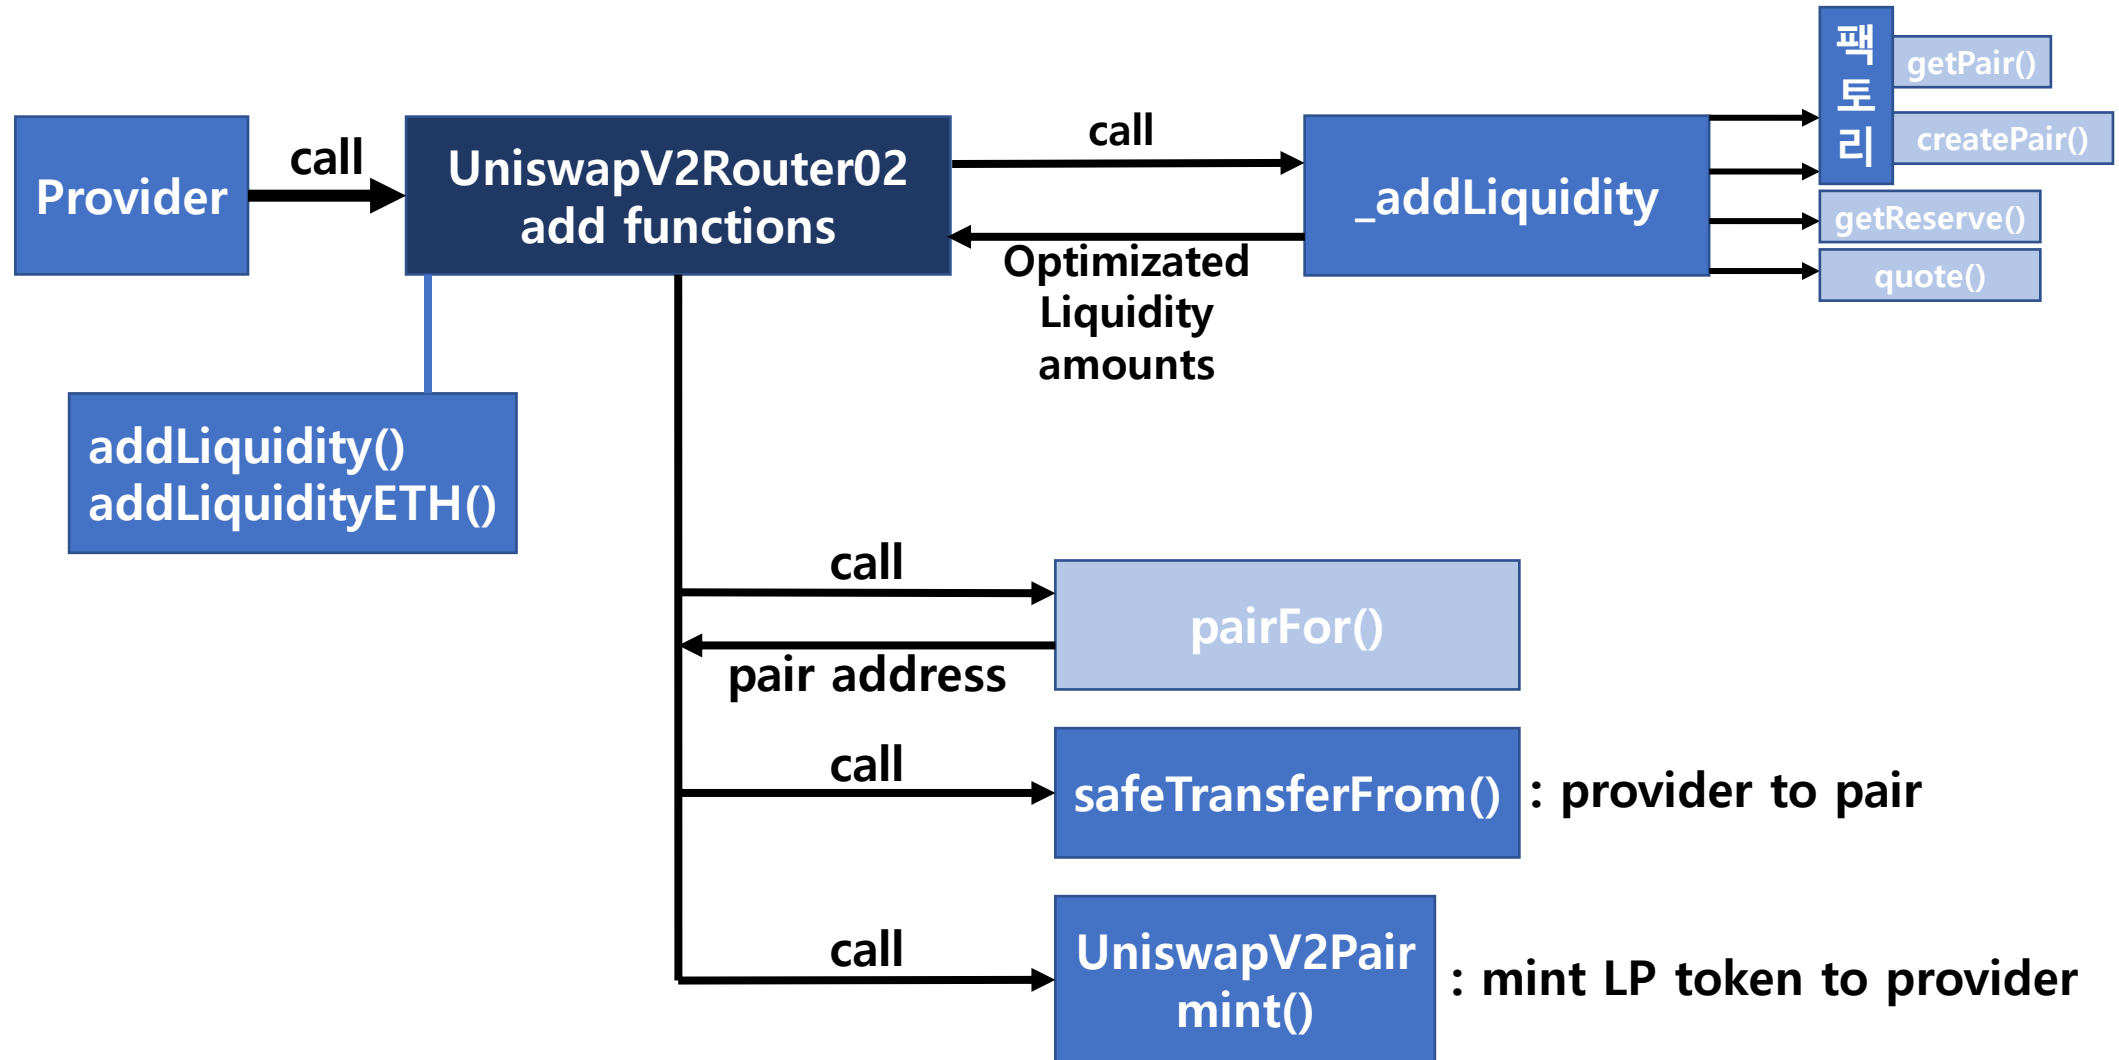 팩
토
리
getPair()
createPair()
getReserve()
quote()
Provider
call
UniswapV2Router02
add functions
call
_addLiquidity
Optimizated
Liquidity
amounts
addLiquidity()
addLiquidityETH()
call
pairFor()
pair address
call
safeTransferFrom()
: provider to pair
call
UniswapV2Pair
mint()
: mint LP token to provider